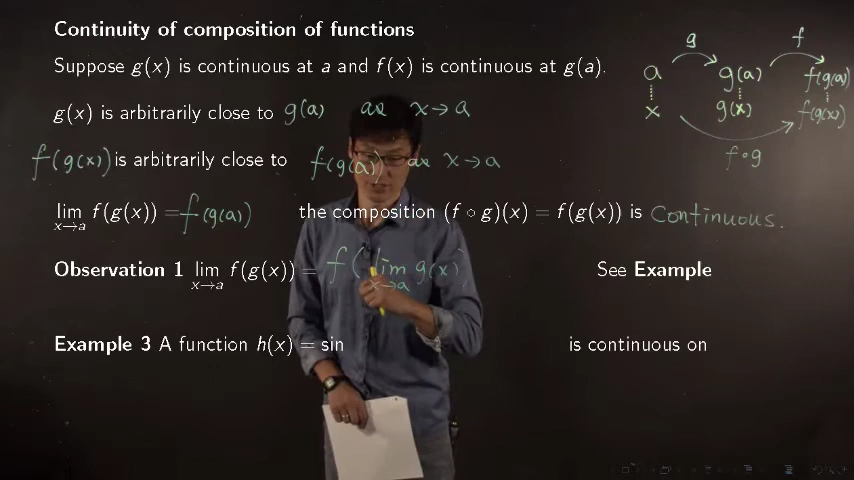 Continuity of composition of functions
Suppose g(x) is continuous at a and f(x) is continuous at g(a).
g(x) is arbitrarily close to g(a) as x→a
f(g(x)) is arbitrarily close to f(g(a)) as x→a
lim x→a f(g(x)) = f(g(a)) the composition (f ∘ g)(x) = f(g(x)) is Continuous.
Observation 1 lim x→a f(g(x)) = f(lim x→a g(x)) See Example
Example 3 A function h(x) = sin is continuous on
g f
a g(a) f(g(a))
x g(x) f(g(x))
f∘g